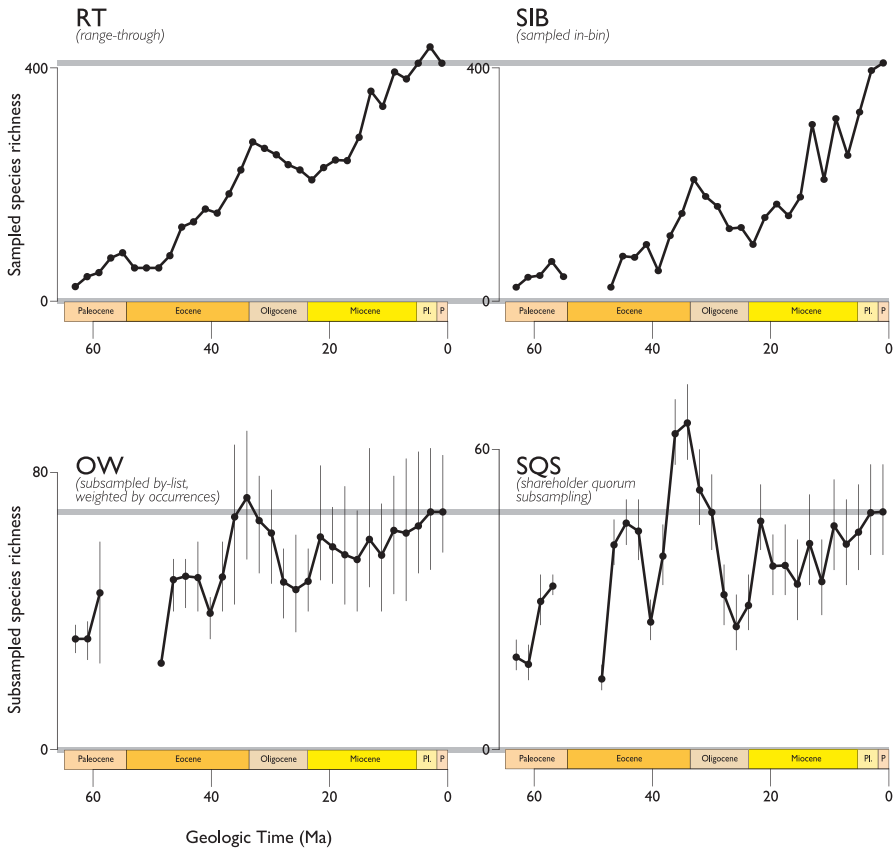 RT
(range-through)
SIB
(sampled in-bin)
Sampled species richness
400
0
400
0
Paleocene Eocene Oligocene Miocene Pl. P
60 40 20 0
Paleocene Eocene Oligocene Miocene Pl. P
60 40 20 0
OW
(subsampled by-list,
weighted by occurrences)
SQS
(shareholder quorum
subsampling)
Subsampled species richness
80
0
60
0
Paleocene Eocene Oligocene Miocene Pl. P
60 40 20 0
Paleocene Eocene Oligocene Miocene Pl. P
60 40 20 0
Geologic Time (Ma)